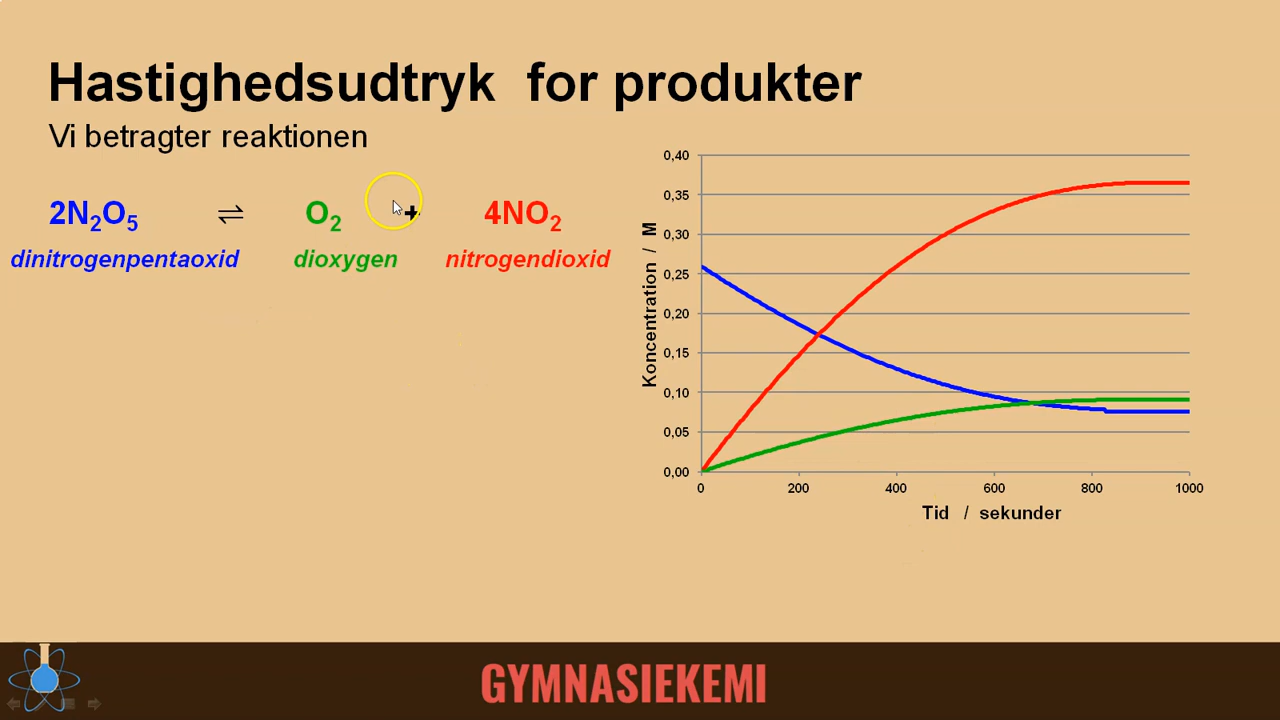 Hastighedsudtryk for produkter
Vi betragter reaktionen
2N₂O₅ ⇌ O₂ + 4NO₂
dinitrogenpentaoxid dioxygen nitrogendioxid
Koncentration / M
0,40
0,35
0,30
0,25
0,20
0,15
0,10
0,05
0,00
0 200 400 600 800 1000
Tid / sekunder
GYMNASIEKEMI